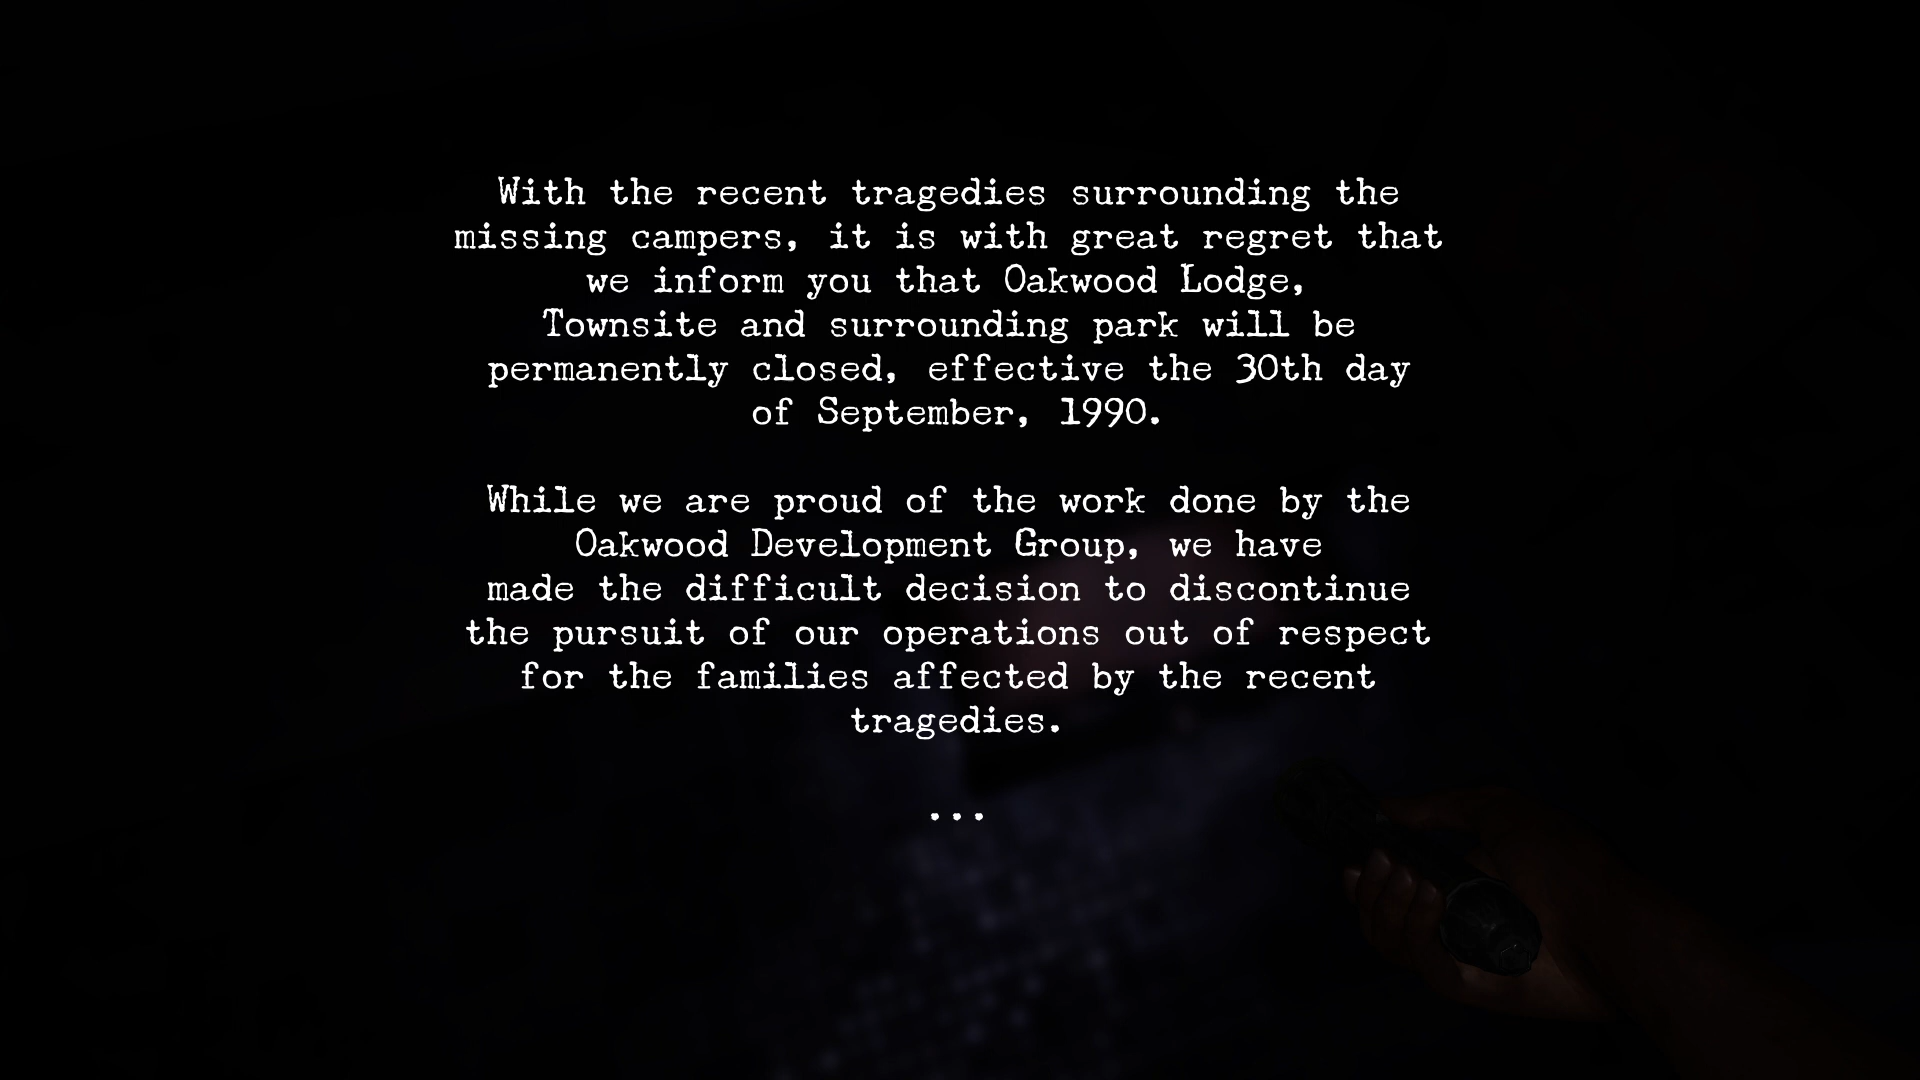 With the recent tragedies surrounding the
missing campers, it is with great regret that
we inform you that Oakwood Lodge,
Townsite and surrounding park will be
permanently closed, effective the 30th day
of September, 1990.
While we are proud of the work done by the
Oakwood Development Group, we have
made the difficult decision to discontinue
the pursuit of our operations out of respect
for the families affected by the recent
tragedies.
...